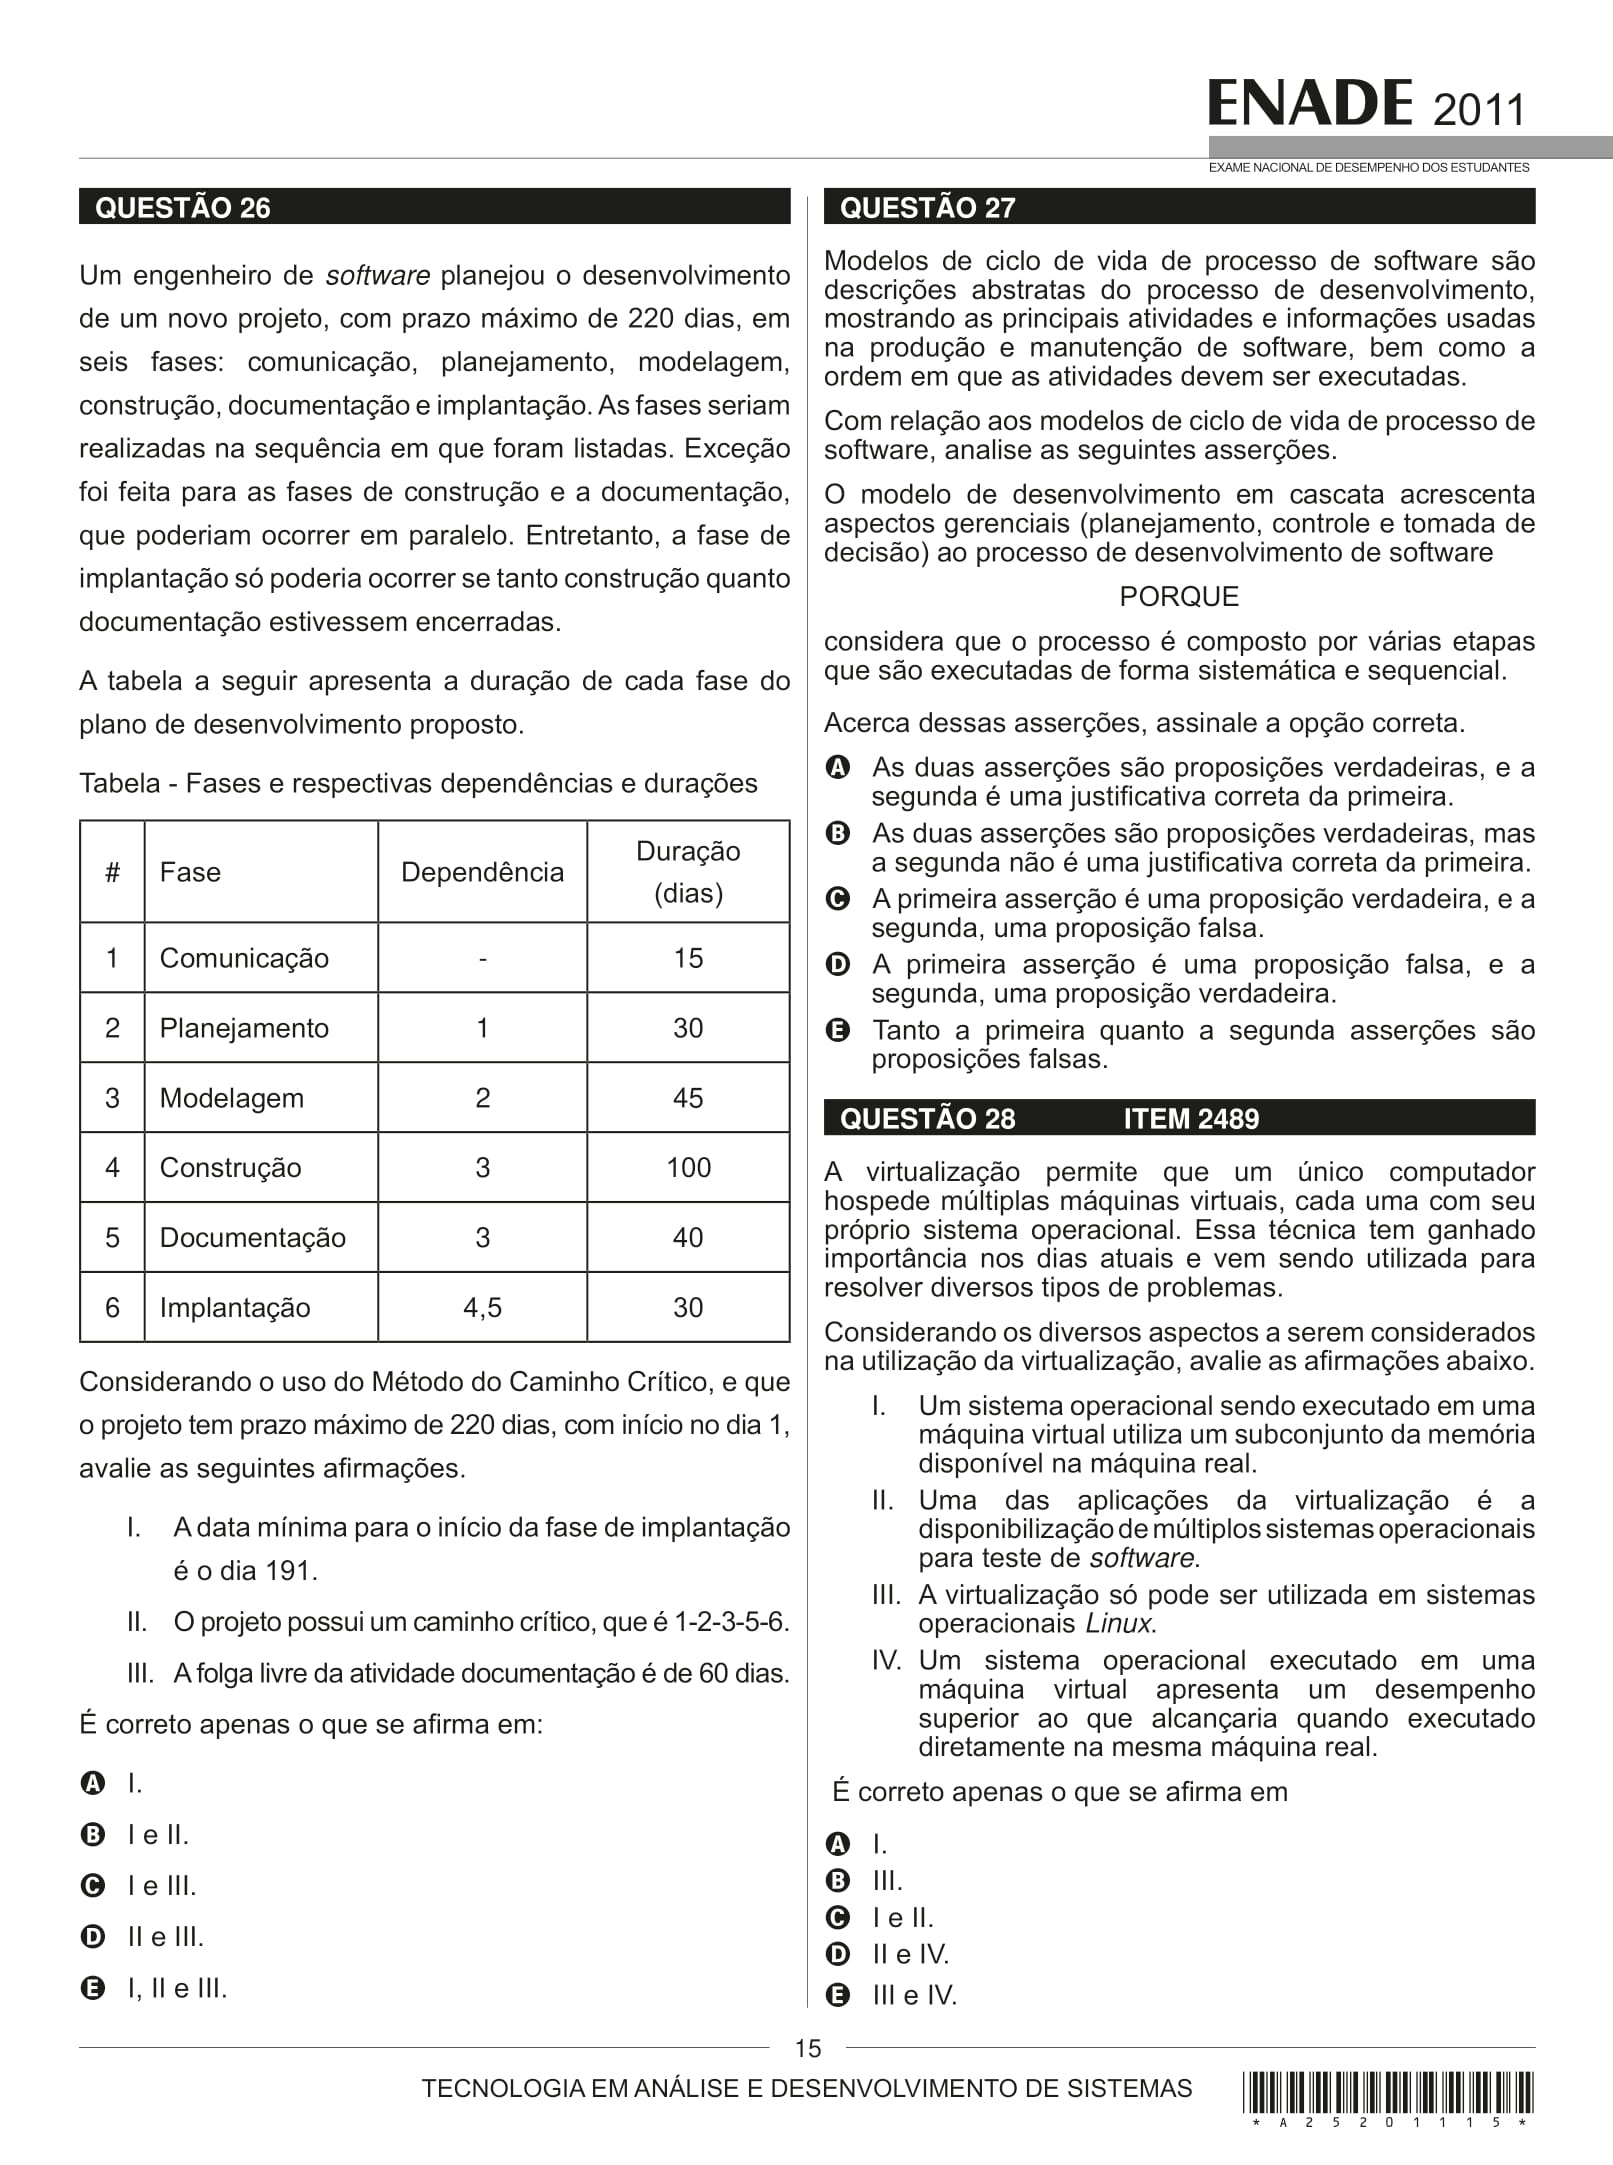 ENADE 2011
EXAME NACIONAL DE DESEMPENHO DOS ESTUDANTES
QUESTÃO 26
Um engenheiro de software planejou o desenvolvimento
de um novo projeto, com prazo máximo de 220 dias, em
seis fases: comunicação, planejamento, modelagem,
construção, documentação e implantação. As fases seriam
realizadas na sequência em que foram listadas. Exceção
foi feita para as fases de construção e a documentação,
que poderiam ocorrer em paralelo. Entretanto, a fase de
implantação só poderia ocorrer se tanto construção quanto
documentação estivessem encerradas.
A tabela a seguir apresenta a duração de cada fase do
plano de desenvolvimento proposto.
Tabela - Fases e respectivas dependências e durações
# Fase Dependência Duração (dias)
1 Comunicação - 15
2 Planejamento 1 30
3 Modelagem 2 45
4 Construção 3 100
5 Documentação 3 40
6 Implantação 4,5 30
Considerando o uso do Método do Caminho Crítico, e que
o projeto tem prazo máximo de 220 dias, com início no dia 1,
avalie as seguintes afirmações.
I. A data mínima para o início da fase de implantação
é o dia 191.
II. O projeto possui um caminho crítico, que é 1-2-3-5-6.
III. A folga livre da atividade documentação é de 60 dias.
É correto apenas o que se afirma em:
A I.
B I e II.
C I e III.
D II e III.
E I, II e III.
QUESTÃO 27
Modelos de ciclo de vida de processo de software são
descrições abstratas do processo de desenvolvimento,
mostrando as principais atividades e informações usadas
na produção e manutenção de software, bem como a
ordem em que as atividades devem ser executadas.
Com relação aos modelos de ciclo de vida de processo de
software, analise as seguintes asserções.
O modelo de desenvolvimento em cascata acrescenta
aspectos gerenciais (planejamento, controle e tomada de
decisão) ao processo de desenvolvimento de software
PORQUE
considera que o processo é composto por várias etapas
que são executadas de forma sistemática e sequencial.
Acerca dessas asserções, assinale a opção correta.
A As duas asserções são proposições verdadeiras, e a
segunda é uma justificativa correta da primeira.
B As duas asserções são proposições verdadeiras, mas
a segunda não é uma justificativa correta da primeira.
C A primeira asserção é uma proposição verdadeira, e a
segunda, uma proposição falsa.
D A primeira asserção é uma proposição falsa, e a
segunda, uma proposição verdadeira.
E Tanto a primeira quanto a segunda asserções são
proposições falsas.
QUESTÃO 28 ITEM 2489
A virtualização permite que um único computador
hospede múltiplas máquinas virtuais, cada uma com seu
próprio sistema operacional. Essa técnica tem ganhado
importância nos dias atuais e vem sendo utilizada para
resolver diversos tipos de problemas.
Considerando os diversos aspectos a serem considerados
na utilização da virtualização, avalie as afirmações abaixo.
I. Um sistema operacional sendo executado em uma
máquina virtual utiliza um subconjunto da memória
disponível na máquina real.
II. Uma das aplicações da virtualização é a
disponibilização de múltiplos sistemas operacionais
para teste de software.
III. A virtualização só pode ser utilizada em sistemas
operacionais Linux.
IV. Um sistema operacional executado em uma
máquina virtual apresenta um desempenho
superior ao que alcançaria quando executado
diretamente na mesma máquina real.
É correto apenas o que se afirma em
A I.
B III.
C I e II.
D II e IV.
E III e IV.
15
TECNOLOGIA EM ANÁLISE E DESENVOLVIMENTO DE SISTEMAS
* A 2 5 2 0 1 1 1 5 *